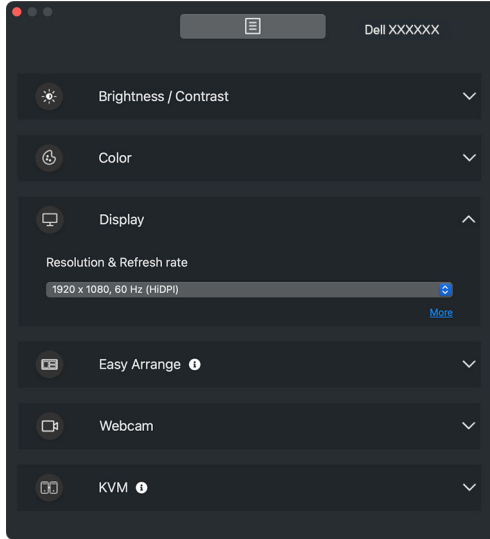 Dell XXXXXX
Brightness / Contrast
Color
Display
Resolution & Refresh rate
1920 x 1080, 60 Hz (HiDPI)
More
Easy Arrange
Webcam
KVM